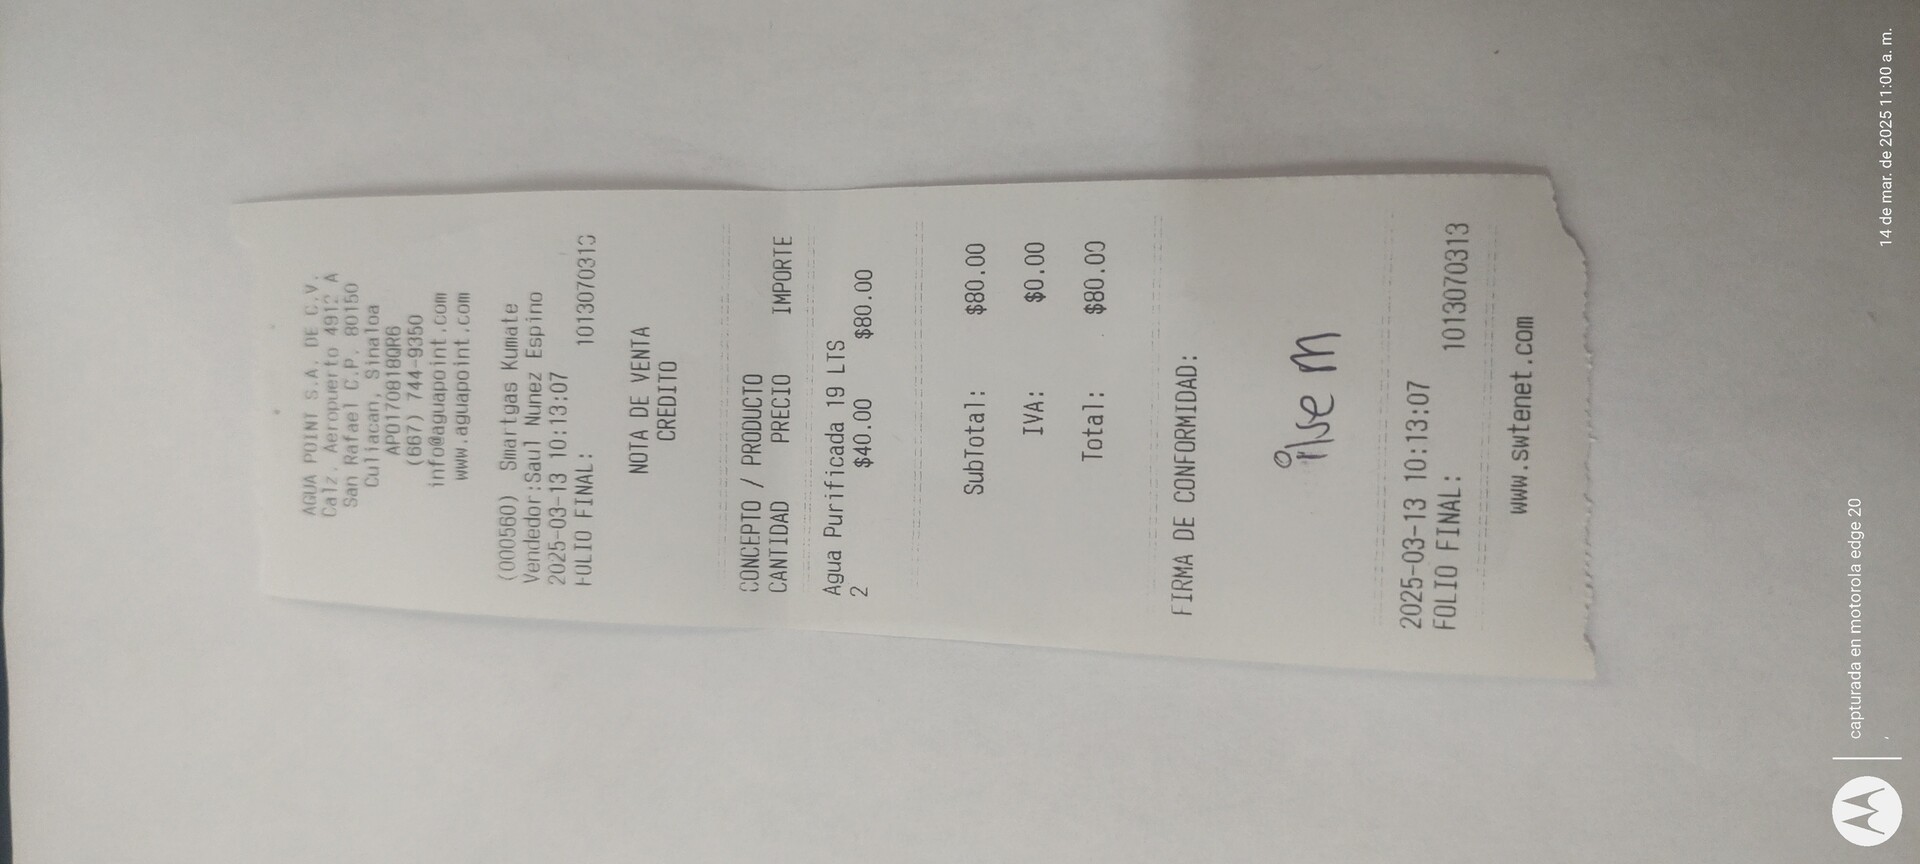 AGUA POINT S.A. DE C.V.
Calz. Aeropuerto 4912 A
San Rafael C.P. 80150
Culiacan, Sinaloa
APO170818QR6
(667) 744-9350
info@aguapoint.com
www.aguapoint.com
(000560) Smartgas Kumate
Vendedor:Saul Nunez Espino
2025-03-13 10:13:07
FOLIO FINAL: 1013070313
NOTA DE VENTA
CREDITO
CONCEPTO / PRODUCTO
CANTIDAD PRECIO IMPORTE
Agua Purificada 19 LTS
2 $40.00 $80.00
SubTotal: $80.00
IVA: $0.00
Total: $80.00
FIRMA DE CONFORMIDAD:
ilse m
2025-03-13 10:13:07
FOLIO FINAL: 1013070313
www.swtenet.com
capturada en motorola edge 20
14 de mar. de 2025 11:00 a. m.